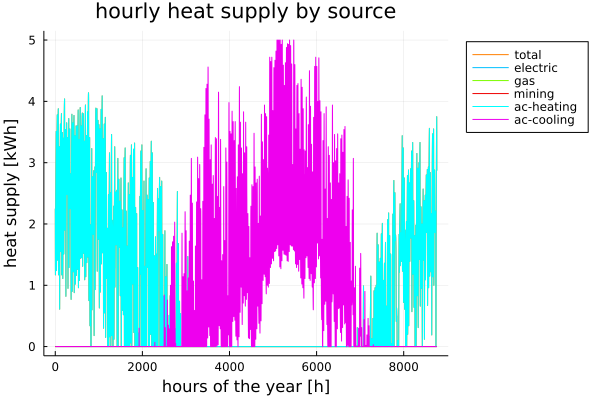 hourly heat supply by source
5
4
3
2
1
0
heat supply [kWh]
0 2000 4000 6000 8000
hours of the year [h]
total
electric
gas
mining
ac-heating
ac-cooling